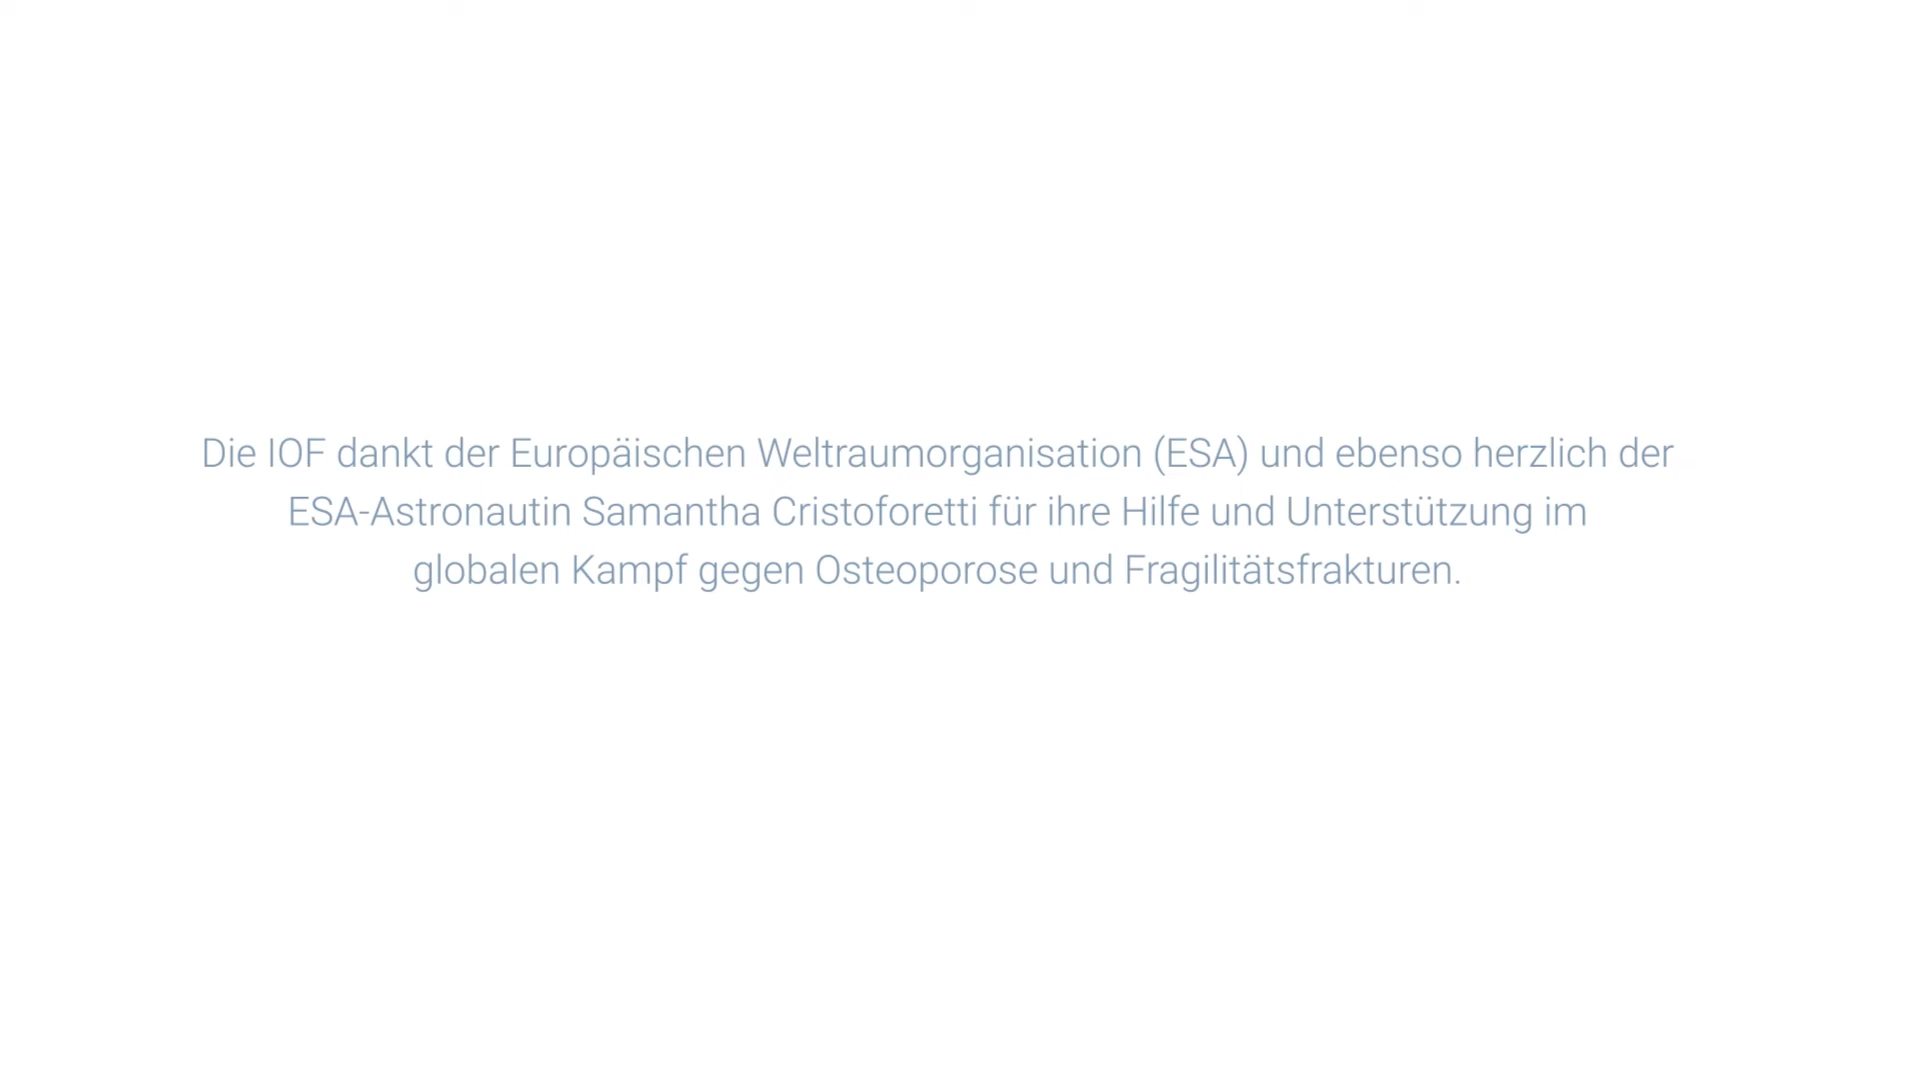 Die IOF dankt der Europäischen Weltraumorganisation (ESA) und ebenso herzlich der
ESA-Astronautin Samantha Cristoforetti für ihre Hilfe und Unterstützung im
globalen Kampf gegen Osteoporose und Fragilitätsfrakturen.